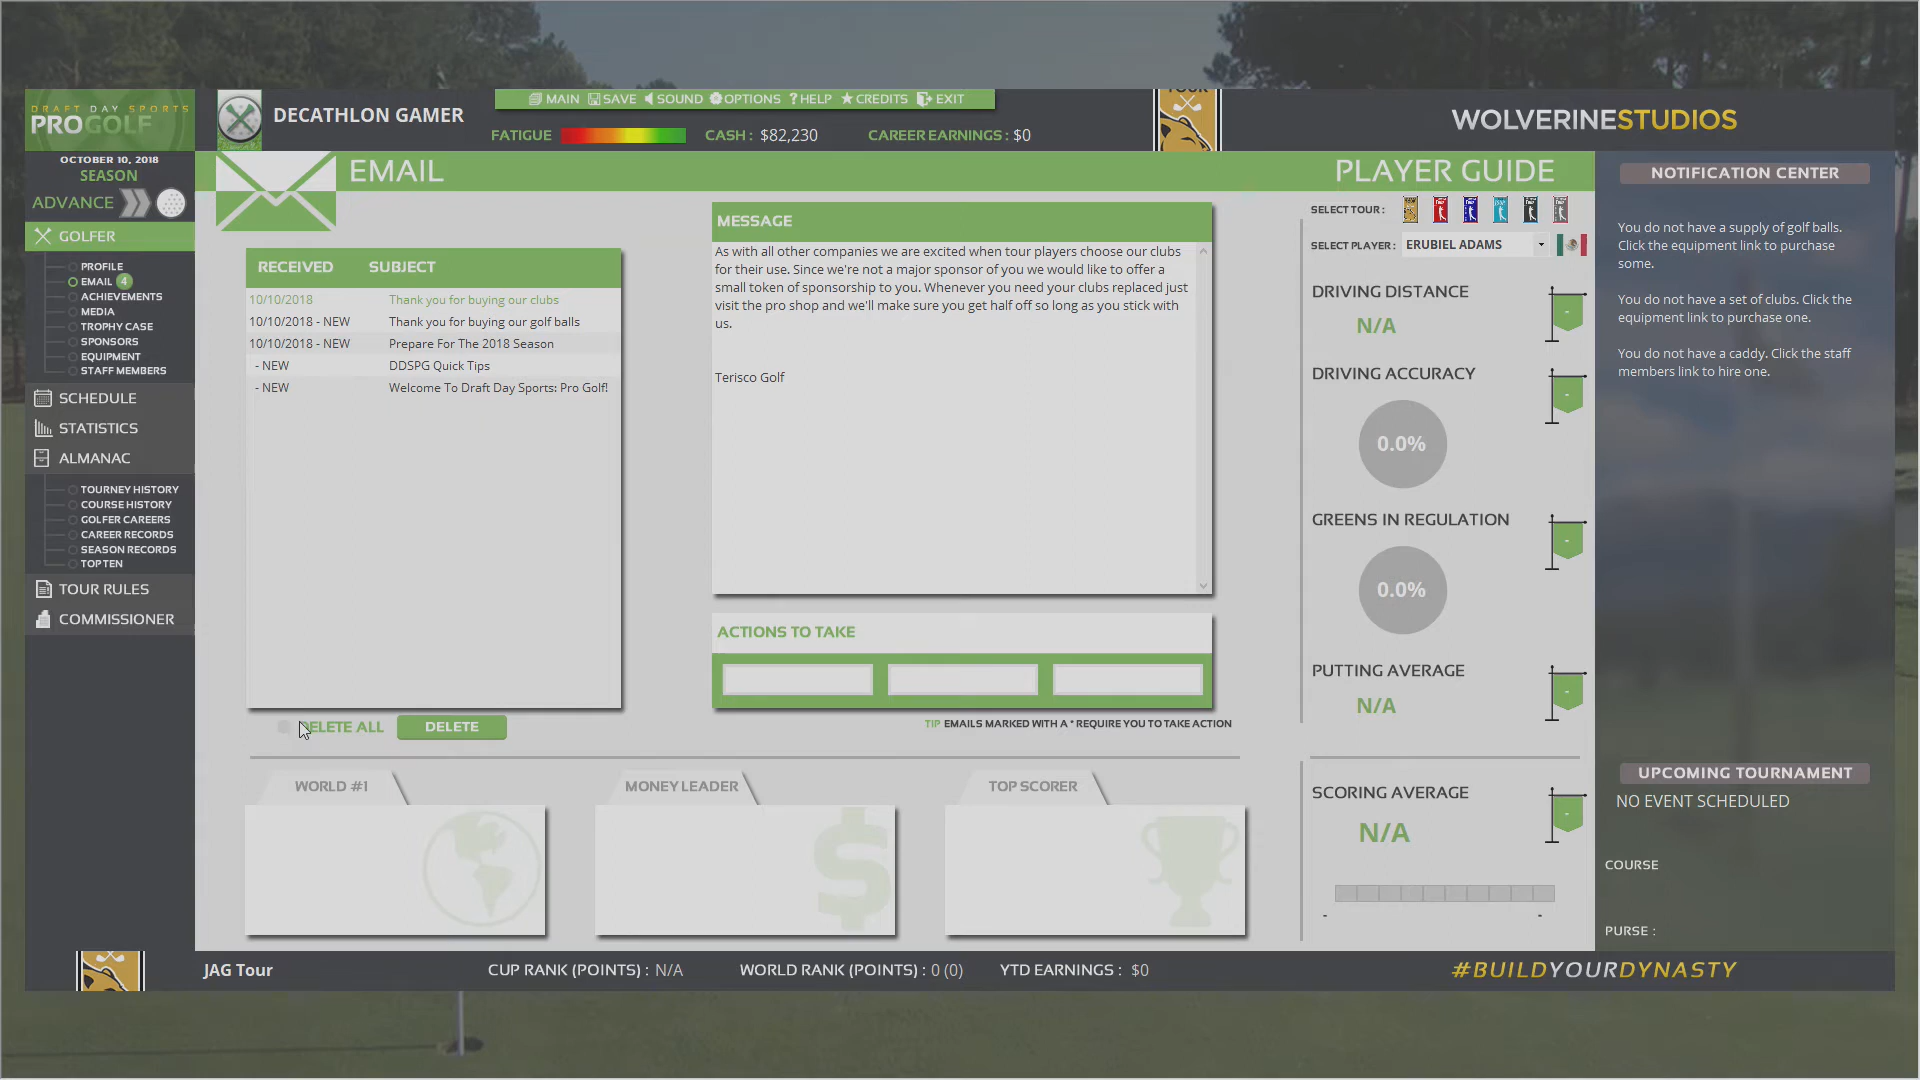 DRAFT DAY SPORTS
PROGOLF
DECATHLON GAMER
MAIN SAVE SOUND OPTIONS ? HELP CREDITS EXIT
FATIGUE CASH : $82,230 CAREER EARNINGS : $0
TOUR
WOLVERINESTUDIOS
OCTOBER 10, 2018
SEASON
ADVANCE
GOLFER
PROFILE
EMAIL 4
ACHIEVEMENTS
MEDIA
TROPHY CASE
SPONSORS
EQUIPMENT
STAFF MEMBERS
SCHEDULE
STATISTICS
ALMANAC
TOURNEY HISTORY
COURSE HISTORY
GOLFER CAREERS
CAREER RECORDS
SEASON RECORDS
TOP TEN
TOUR RULES
COMMISSIONER
EMAIL
RECEIVED SUBJECT
10/10/2018 Thank you for buying our clubs
10/10/2018 - NEW Thank you for buying our golf balls
10/10/2018 - NEW Prepare For The 2018 Season
- NEW DDSPG Quick Tips
- NEW Welcome To Draft Day Sports: Pro Golf!
DELETE ALL DELETE
MESSAGE
As with all other companies we are excited when tour players choose our clubs
for their use. Since we're not a major sponsor of you we would like to offer a
small token of sponsorship to you. Whenever you need your clubs replaced just
visit the pro shop and we'll make sure you get half off so long as you stick with
us.
Terisco Golf
ACTIONS TO TAKE
TIP EMAILS MARKED WITH A * REQUIRE YOU TO TAKE ACTION
WORLD #1
MONEY LEADER
TOP SCORER
PLAYER GUIDE
SELECT TOUR :
SELECT PLAYER : ERUBIEL ADAMS
DRIVING DISTANCE
N/A
-
DRIVING ACCURACY
0.0%
-
GREENS IN REGULATION
0.0%
-
PUTTING AVERAGE
N/A
-
SCORING AVERAGE
N/A
-
- -
NOTIFICATION CENTER
You do not have a supply of golf balls.
Click the equipment link to purchase
some.
You do not have a set of clubs. Click the
equipment link to purchase one.
You do not have a caddy. Click the staff
members link to hire one.
UPCOMING TOURNAMENT
NO EVENT SCHEDULED
COURSE
PURSE :
JAG Tour
CUP RANK (POINTS) : N/A
WORLD RANK (POINTS) : 0 (0)
YTD EARNINGS : $0
#BUILDYOURDYNASTY